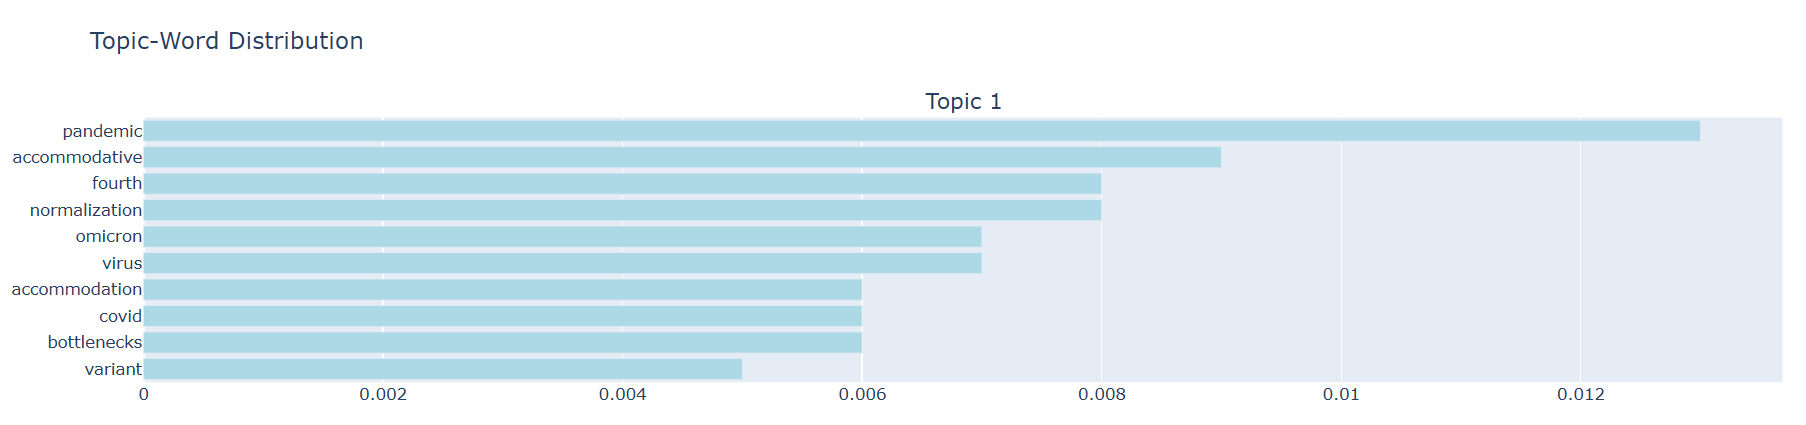 Topic-Word Distribution
Topic 1
pandemic
accommodative
fourth
normalization
omicron
virus
accommodation
covid
bottlenecks
variant
0 0.002 0.004 0.006 0.008 0.01 0.012